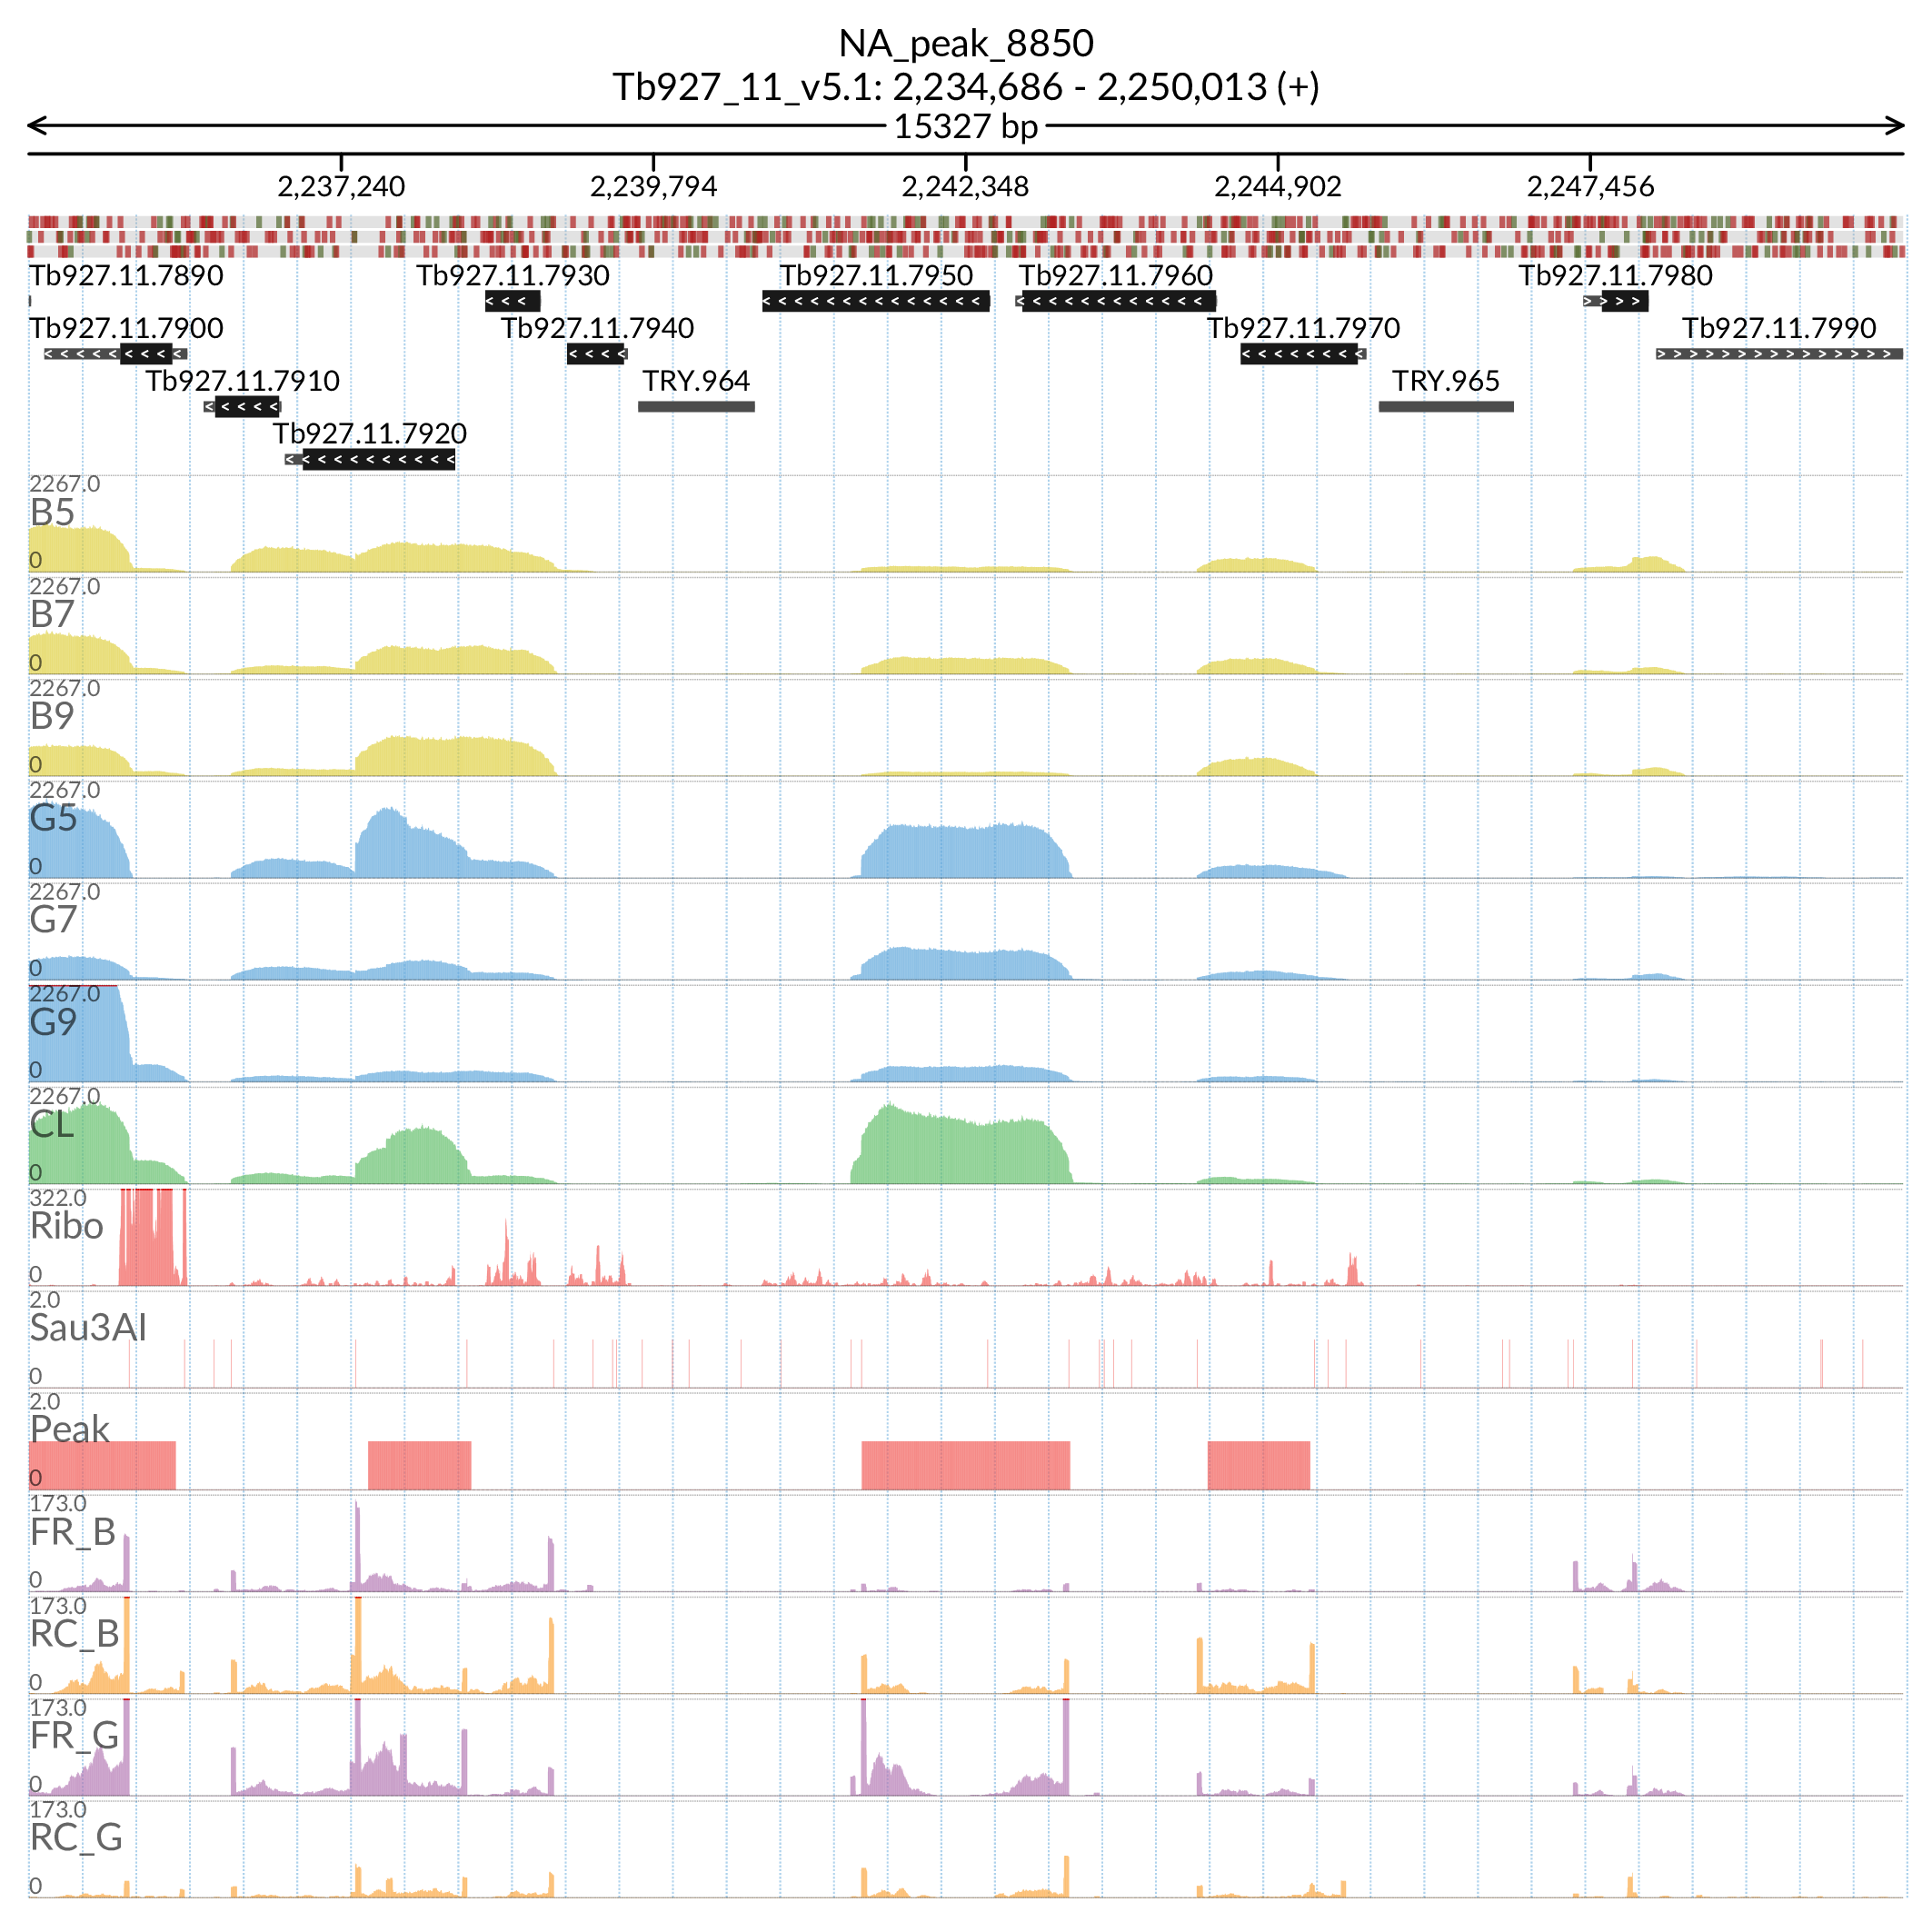 NA_peak_8850
Tb927_11_v5.1: 2,234,686 - 2,250,013 (+)
15327 bp
2,237,240 2,239,794 2,242,348 2,244,902 2,247,456
Tb927.11.7890 Tb927.11.7930 Tb927.11.7950 Tb927.11.7960 Tb927.11.7980
Tb927.11.7900 Tb927.11.7940 Tb927.11.7970 Tb927.11.7990
Tb927.11.7910 TRY.964 TRY.965
Tb927.11.7920
2267.0
B5
0
2267.0
B7
0
2267.0
B9
0
2267.0
G5
0
2267.0
G7
0
2267.0
G9
0
2267.0
CL
0
322.0
Ribo
0
2.0
Sau3AI
0
2.0
Peak
0
173.0
FR_B
0
173.0
RC_B
0
173.0
FR_G
0
173.0
RC_G
0